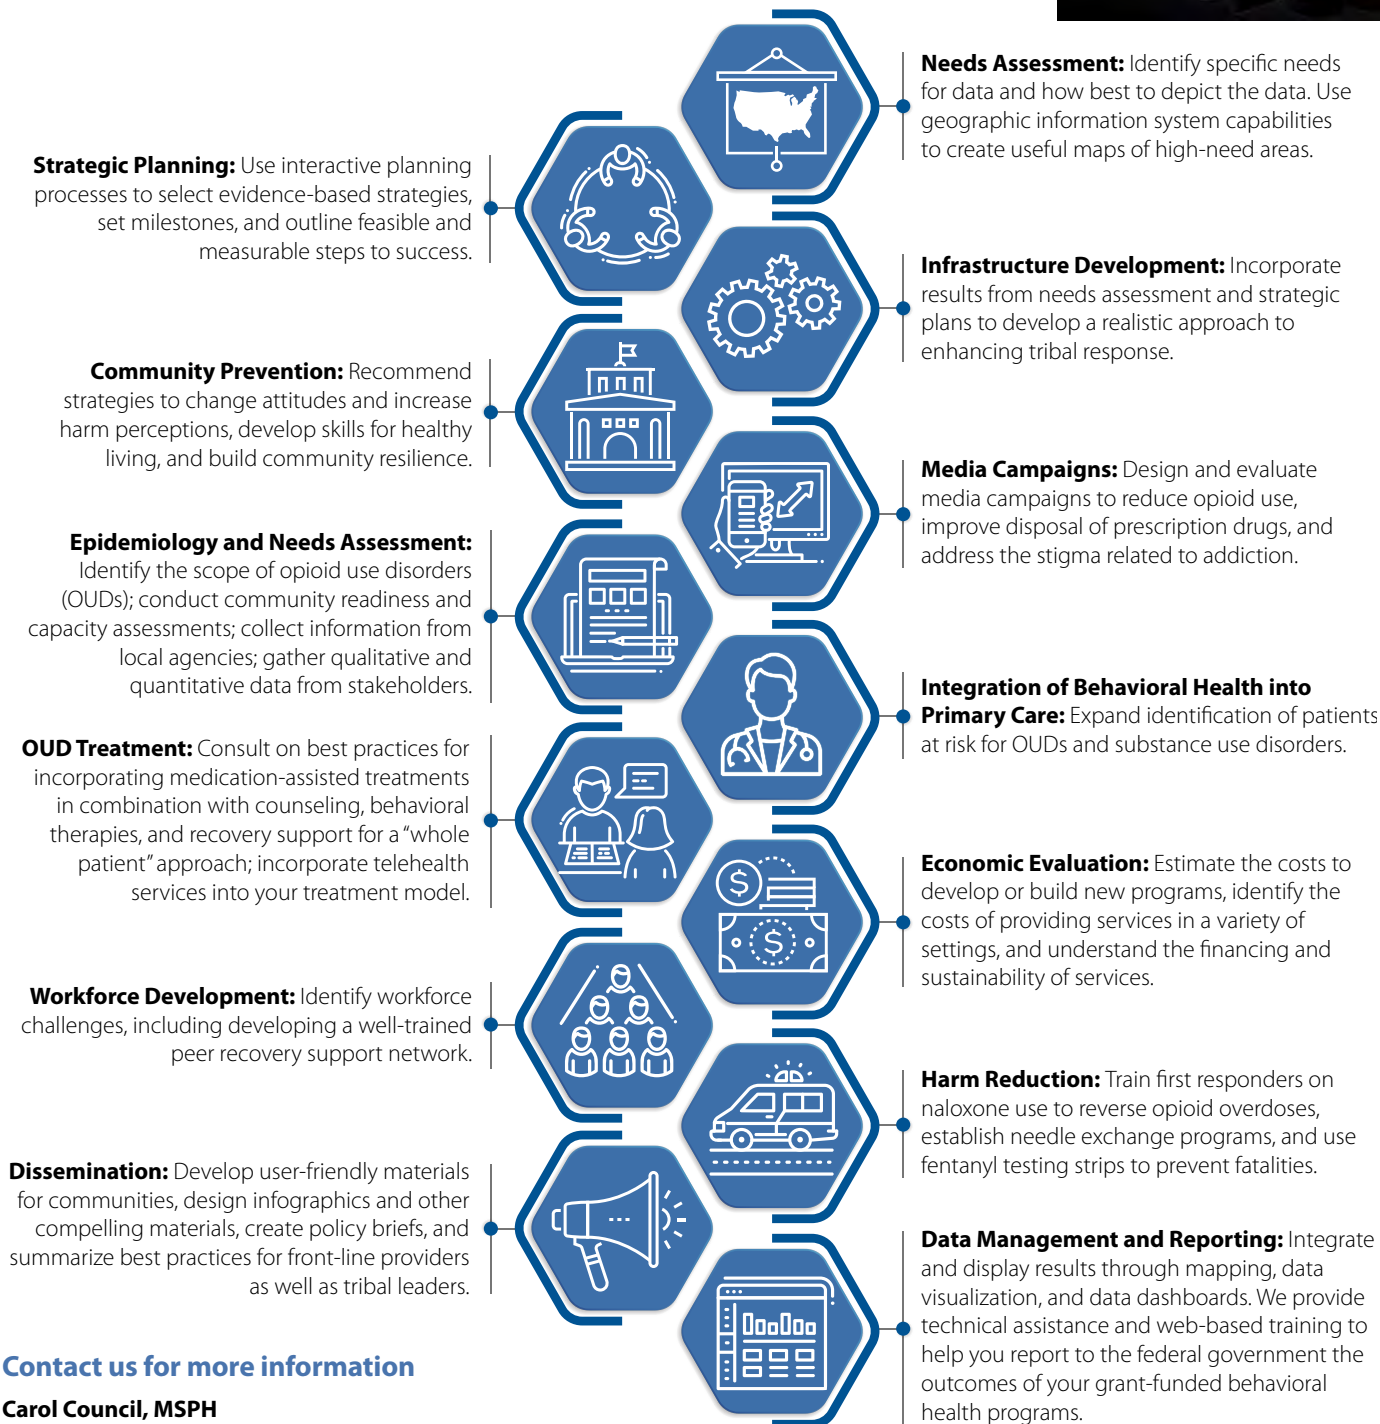 Needs Assessment: Identify specific needs
for data and how best to depict the data. Use
geographic information system capabilities
to create useful maps of high-need areas.
Strategic Planning: Use interactive planning
processes to select evidence-based strategies,
set milestones, and outline feasible and
measurable steps to success.
Infrastructure Development: Incorporate
results from needs assessment and strategic
plans to develop a realistic approach to
enhancing tribal response.
Community Prevention: Recommend
strategies to change attitudes and increase
harm perceptions, develop skills for healthy
living, and build community resilience.
Media Campaigns: Design and evaluate
media campaigns to reduce opioid use,
improve disposal of prescription drugs, and
address the stigma related to addiction.
Epidemiology and Needs Assessment:
Identify the scope of opioid use disorders
(OUDs); conduct community readiness and
capacity assessments; collect information from
local agencies; gather qualitative and
quantitative data from stakeholders.
Integration of Behavioral Health into
Primary Care: Expand identification of patients
at risk for OUDs and substance use disorders.
OUD Treatment: Consult on best practices for
incorporating medication-assisted treatments
in combination with counseling, behavioral
therapies, and recovery support for a “whole
patient” approach; incorporate telehealth
services into your treatment model.
Economic Evaluation: Estimate the costs to
develop or build new programs, identify the
costs of providing services in a variety of
settings, and understand the financing and
sustainability of services.
Workforce Development: Identify workforce
challenges, including developing a well-trained
peer recovery support network.
Harm Reduction: Train first responders on
naloxone use to reverse opioid overdoses,
establish needle exchange programs, and use
fentanyl testing strips to prevent fatalities.
Dissemination: Develop user-friendly materials
for communities, design infographics and other
compelling materials, create policy briefs, and
summarize best practices for front-line providers
as well as tribal leaders.
Data Management and Reporting: Integrate
and display results through mapping, data
visualization, and data dashboards. We provide
technical assistance and web-based training to
help you report to the federal government the
outcomes of your grant-funded behavioral
health programs.
Contact us for more information
Carol Council, MSPH